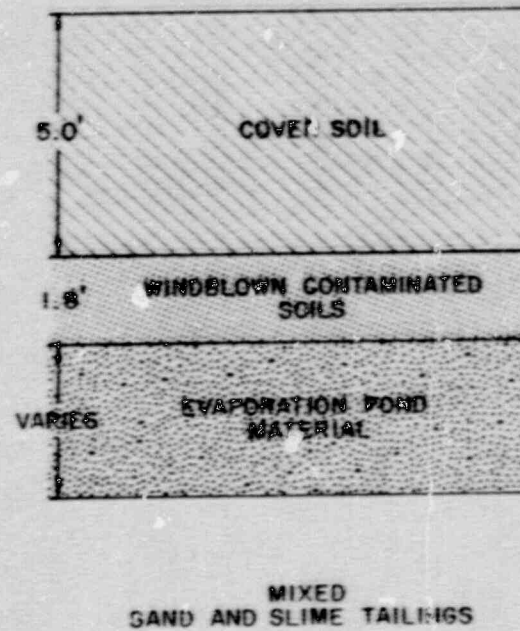 5.0'
COVER SOIL
1.8'
WINDBLOWN CONTAMINATED
SOILS
VARIES
EVAPORATION POND
MATERIAL
MIXED
SAND AND SLIME TAILINGS